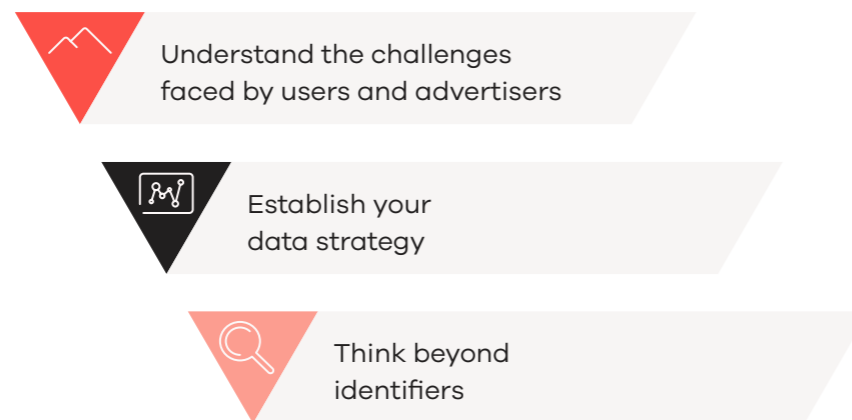 Understand the challenges
faced by users and advertisers
Establish your
data strategy
Think beyond
identifiers